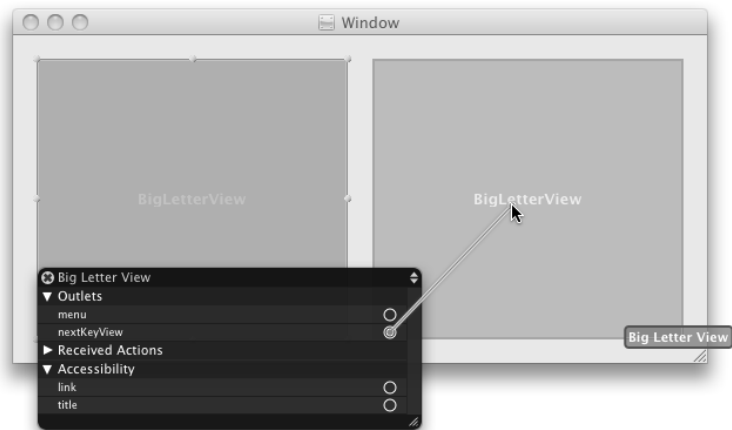 Window
BigLetterView
BigLetterView
Big Letter View
Outlets
menu
nextKeyView
Big Letter View
Received Actions
Accessibility
link
title